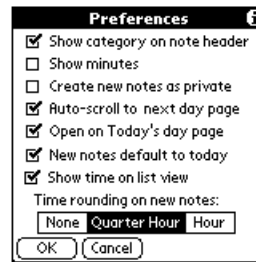 Preferences
Show category on note header
Show minutes
Create new notes as private
Auto-scroll to next day page
Open on Today's day page
New notes default to today
Show time on list view
Time rounding on new notes:
None Quarter Hour Hour
OK Cancel